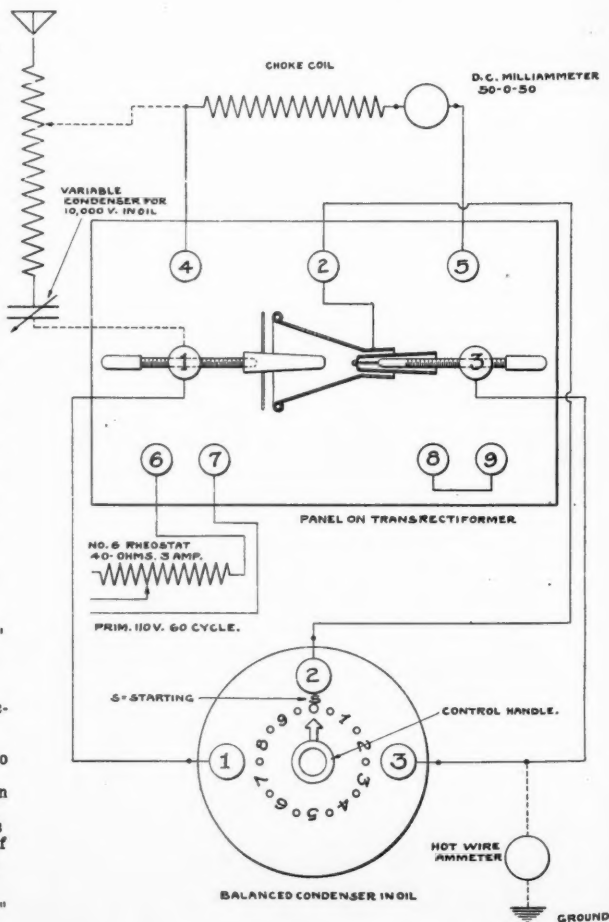 CHOKE COIL
D.C. MILLIAMMETER
50-0-50
VARIABLE
CONDENSER FOR
10,000 V. IN OIL
4
2
5
1
3
6
7
8
9
PANEL ON TRANSRECTIFORMER
NO. 6 RHEOSTAT
40-OHMS. 3 AMP.
PRIM. 110V. 60 CYCLE.
2
S=STARTING
S
1
2
3
4
5
6
7
8
9
CONTROL HANDLE.
1
3
HOT WIRE
AMMETER
BALANCED CONDENSER IN OIL
GROUND